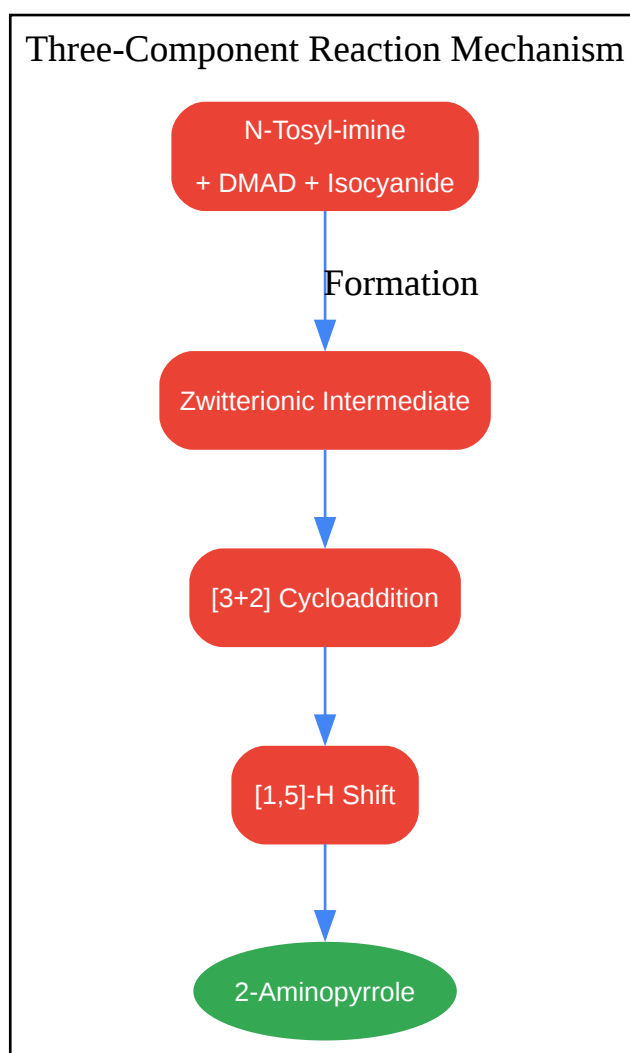 Three-Component Reaction Mechanism
N-Tosyl-imine
+ DMAD + Isocyanide
Formation
Zwitterionic Intermediate
[3+2] Cycloaddition
[1,5]-H Shift
2-Aminopyrrole